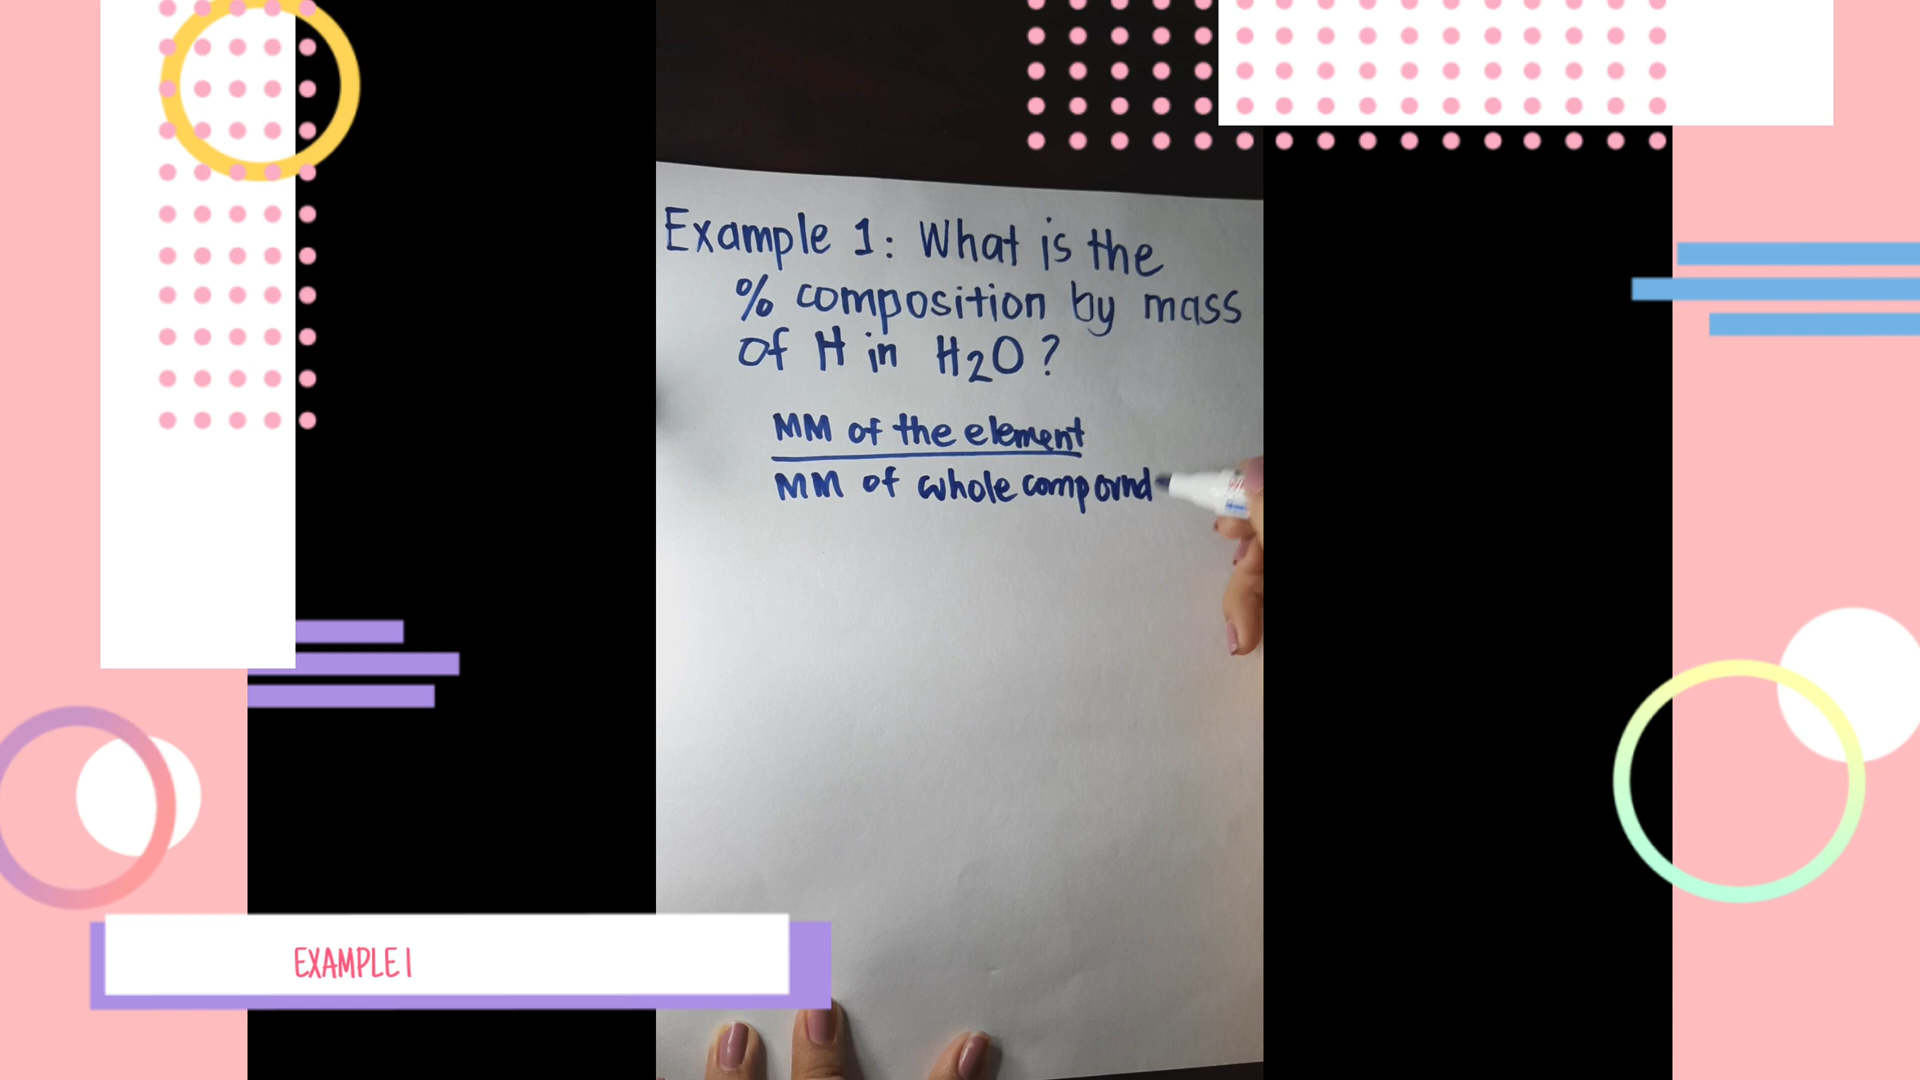 Example 1: What is the
% composition by mass
of H in H2O?
MM of the element
MM of whole compound
EXAMPLE 1